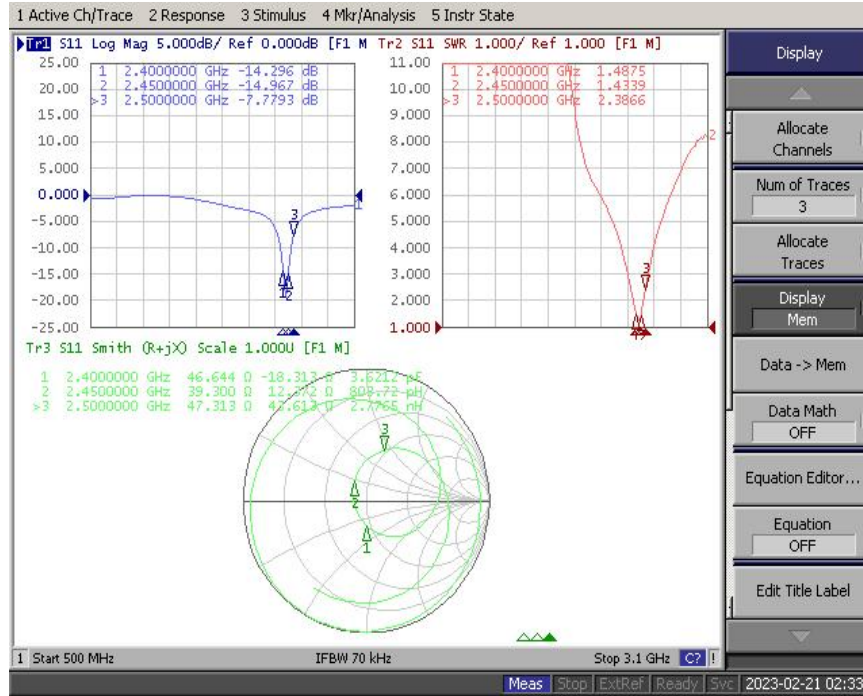 1 Active Ch/Trace 2 Response 3 Stimulus 4 Mkr/Analysis 5 Instr State
Tr1 S11 Log Mag 5.000dB/ Ref 0.000dB [F1 M
25.00
20.00
15.00
10.00
5.000
0.000
-5.000
-10.00
-15.00
-20.00
-25.00
1 2.4000000 GHz -14.296 dB
2 2.4500000 GHz -14.967 dB
>3 2.5000000 GHz -7.7793 dB
3
1 2
1
Tr2 S11 SWR 1.000/ Ref 1.000 [F1 M]
11.00
10.00
9.000
8.000
7.000
6.000
5.000
4.000
3.000
2.000
1.000
1 2.4000000 GHz 1.4875
2 2.4500000 GHz 1.4339
>3 2.5000000 GHz 2.3866
2
3
Tr3 S11 Smith (R+jX) Scale 1.000U [F1 M]
1 2.4000000 GHz 46.644 Ω -18.313 Ω 3.6212 pF
2 2.4500000 GHz 39.300 Ω 12.372 Ω 803.72 pH
>3 2.5000000 GHz 47.313 Ω 43.613 Ω 2.7765 nH
3
2
1
1 Start 500 MHz IFBW 70 kHz Stop 3.1 GHz C? !
Display
Allocate
Channels
Num of Traces
3
Allocate
Traces
Display
Mem
Data -> Mem
Data Math
OFF
Equation Editor...
Equation
OFF
Edit Title Label
Meas Stop ExtRef Ready Svc 2023-02-21 02:33